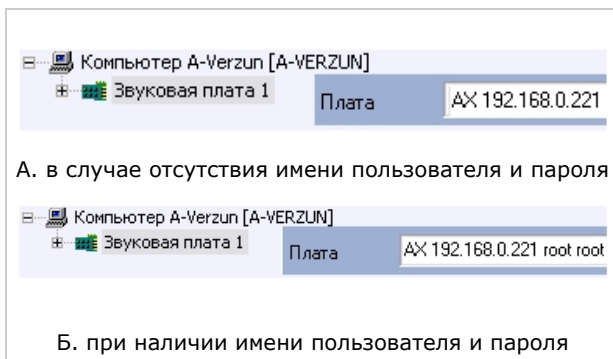 Компьютер A-Verzun [A-VERZUN]
Звуковая плата 1
Плата
AX 192.168.0.221
А. в случае отсутствия имени пользователя и пароля
Компьютер A-Verzun [A-VERZUN]
Звуковая плата 1
Плата
AX 192.168.0.221 root root
Б. при наличии имени пользователя и пароля